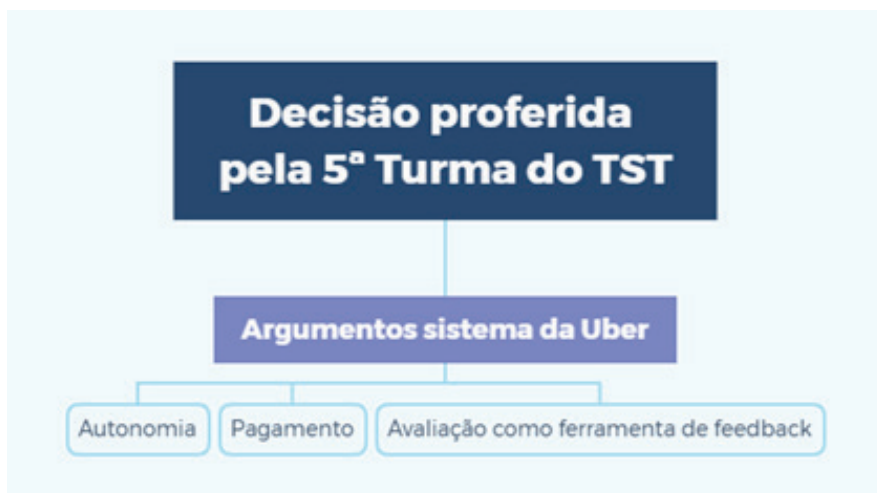 Decisão proferida
pela 5ª Turma do TST
Argumentos sistema da Uber
Autonomia
Pagamento
Avaliação como ferramenta de feedback